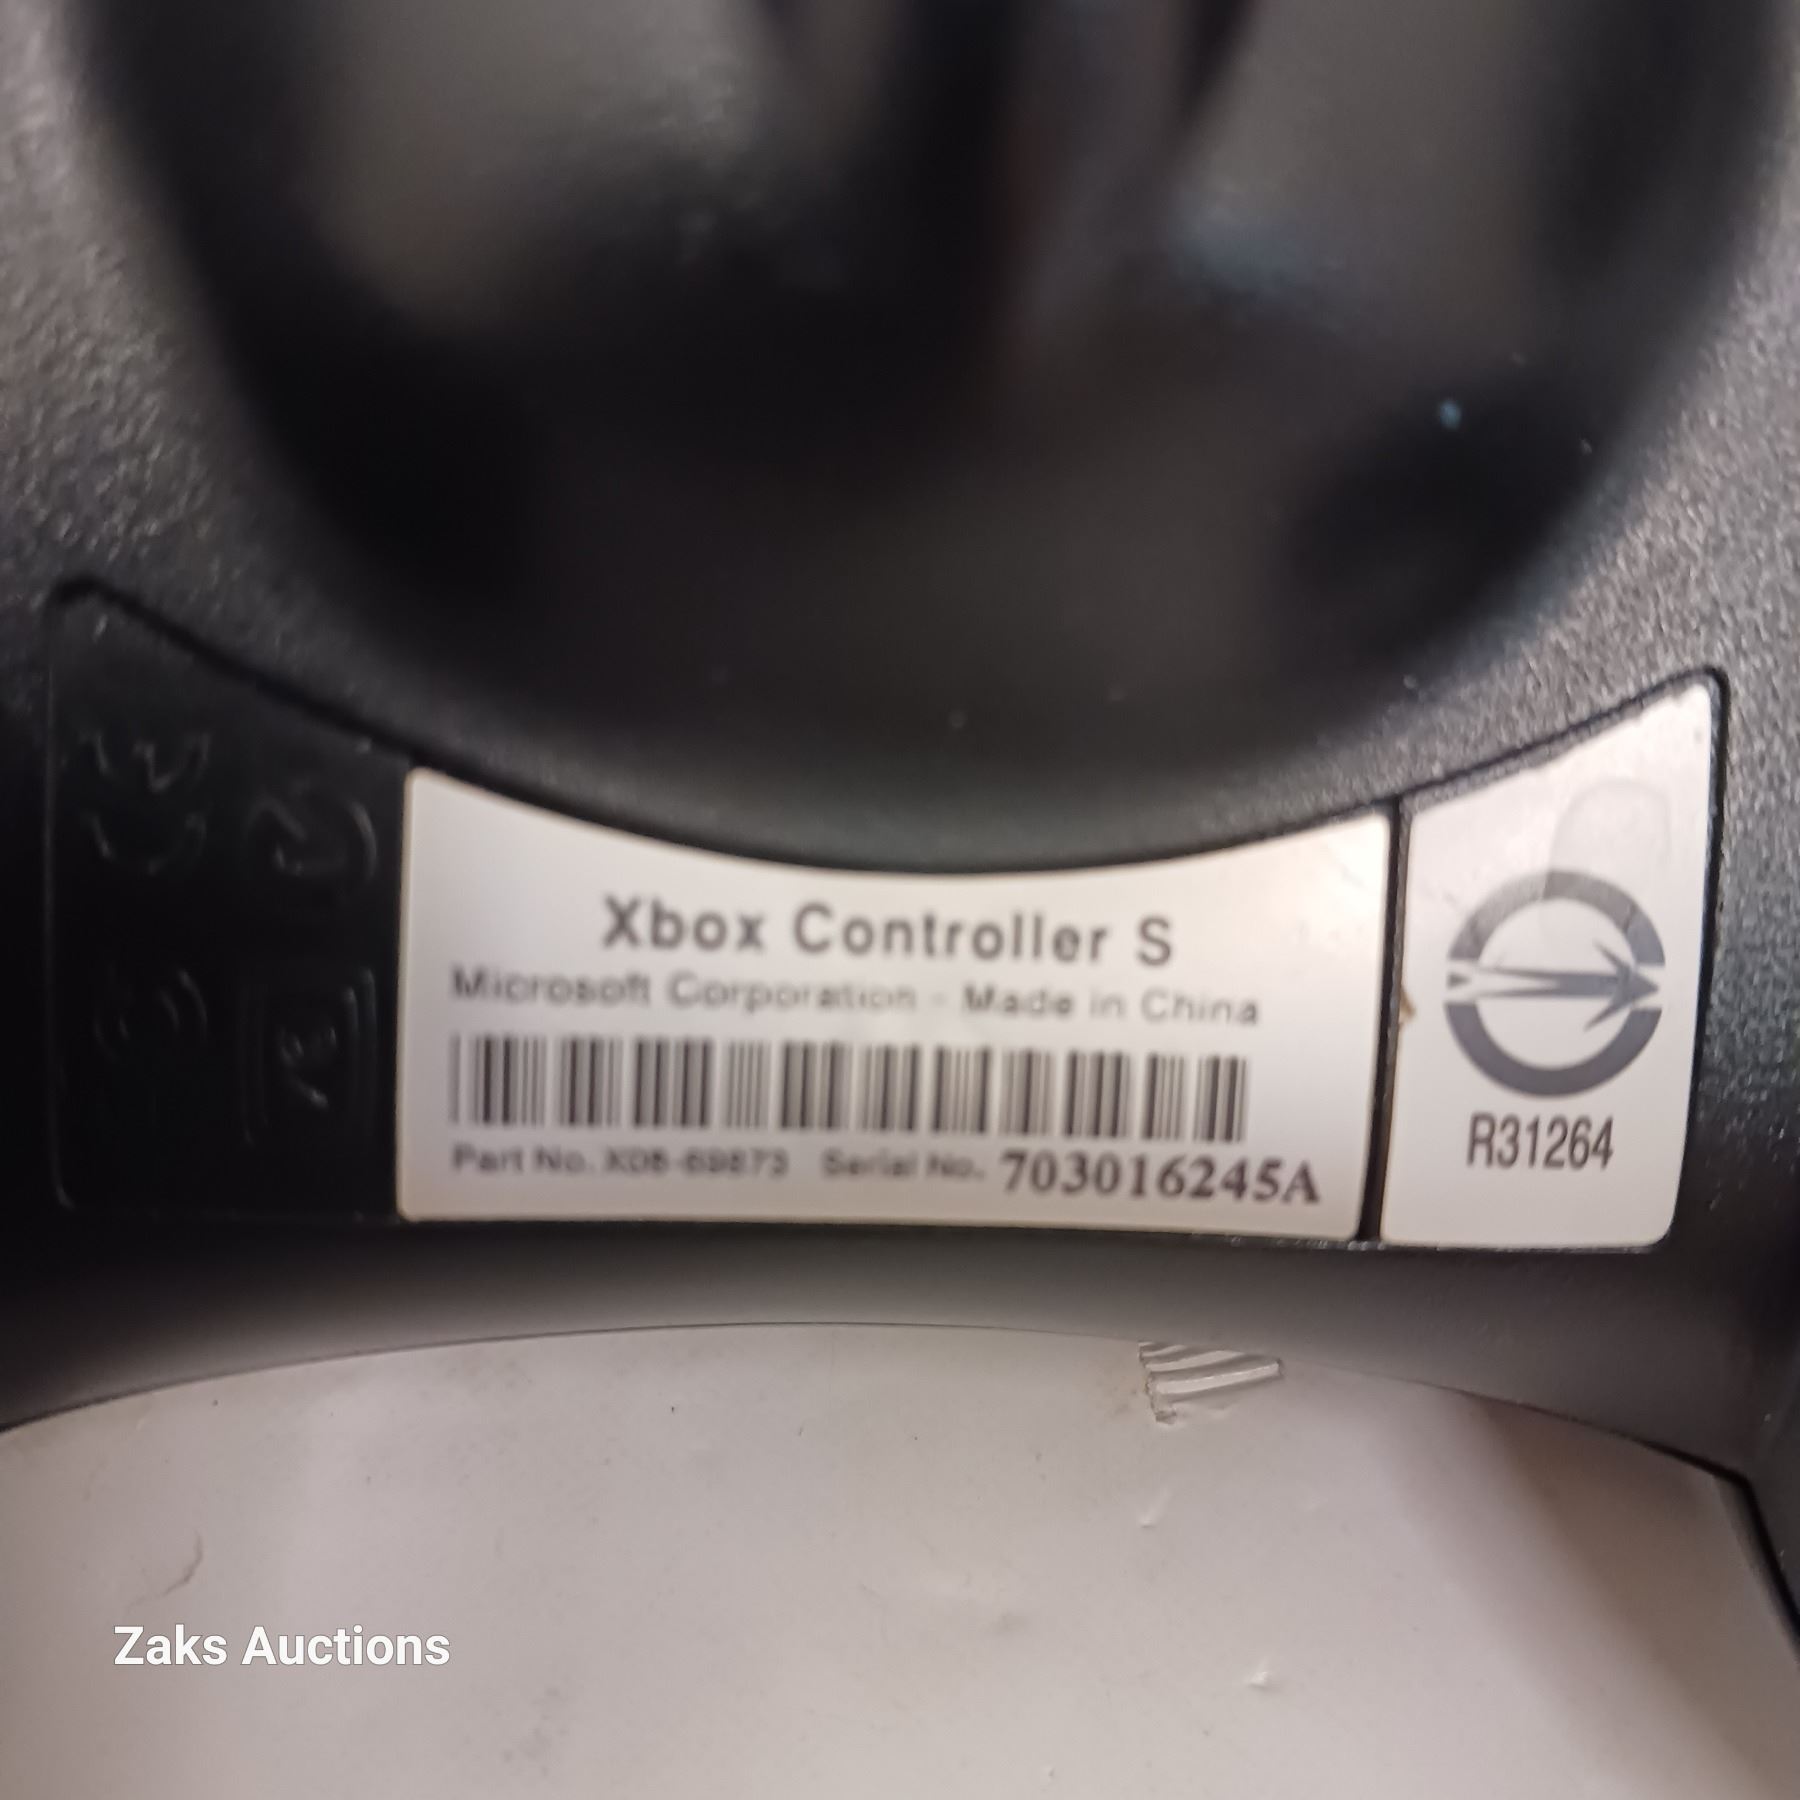 Xbox Controller S
Microsoft Corporation - Made in China
Part No. X08-69873 Serial No. 703016245A
R31264
Zaks Auctions